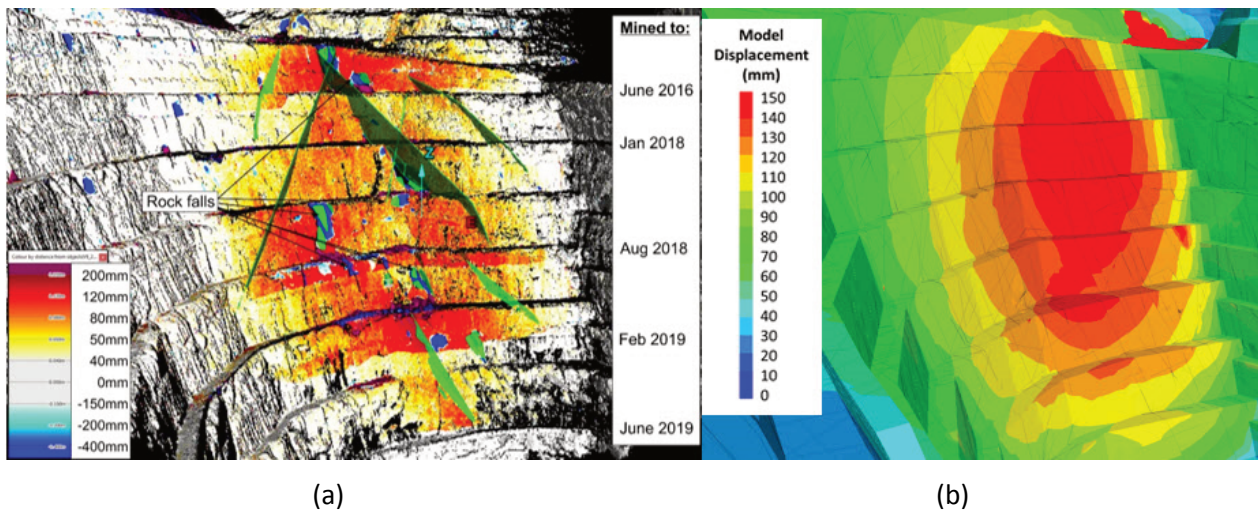 Mined to:
June 2016
Jan 2018
Rock falls
Aug 2018
Feb 2019
June 2019
200mm
120mm
80mm
50mm
40mm
0mm
-150mm
-200mm
-400mm
Z
(a)
Model
Displacement
(mm)
150
140
130
120
110
100
90
80
70
60
50
40
30
20
10
0
(b)